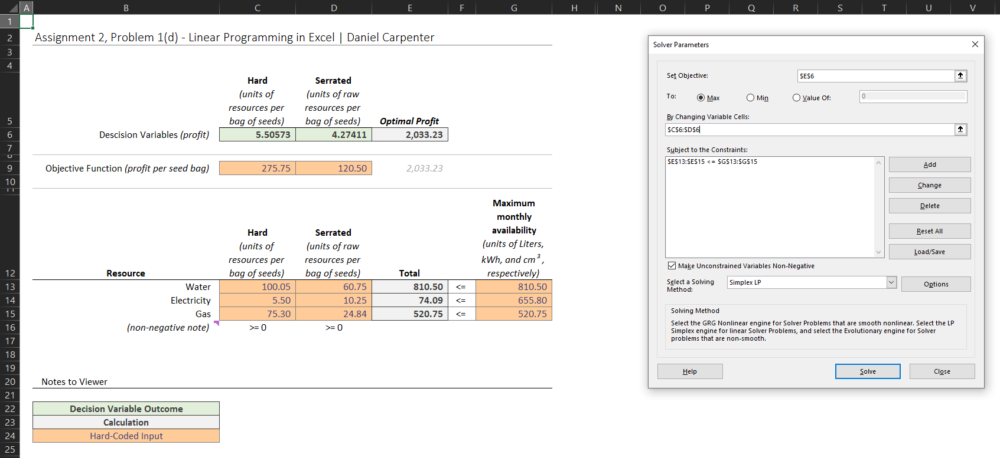 A B C D E F G H N O P Q R S T U V
1
2 Assignment 2, Problem 1(d) - Linear Programming in Excel | Daniel Carpenter
3
4
Hard Serrated
(units of (units of raw
resources per resources per
5 bag of seeds) bag of seeds) Optimal Profit
6 Descision Variables (profit) 5.50573 4.27411 2,033.23
7
8
9 Objective Function (profit per seed bag) 275.75 120.50 2,033.23
10
11
Maximum
monthly
Hard Serrated availability
(units of (units of raw (units of Liters,
resources per resources per kWh, and cm³,
12 Resource bag of seeds) bag of seeds) Total respectively)
13 Water 100.05 60.75 810.50 <= 810.50
14 Electricity 5.50 10.25 74.09 <= 655.80
15 Gas 75.30 24.84 520.75 <= 520.75
16 (non-negative note) >= 0 >= 0
17
18
19
20 Notes to Viewer
21
22 Decision Variable Outcome
23 Calculation
24 Hard-Coded Input
25
Solver Parameters
Set Objective: $E$6
To: Max Min Value Of: 0
By Changing Variable Cells:
$C$6:$D$6
Subject to the Constraints:
$E$13:$E$15 <= $G$13:$G$15
Add
Change
Delete
Reset All
Load/Save
Make Unconstrained Variables Non-Negative
Select a Solving Simplex LP Options
Method:
Solving Method
Select the GRG Nonlinear engine for Solver Problems that are smooth nonlinear. Select the LP
Simplex engine for linear Solver Problems, and select the Evolutionary engine for Solver
problems that are non-smooth.
Help Solve Close